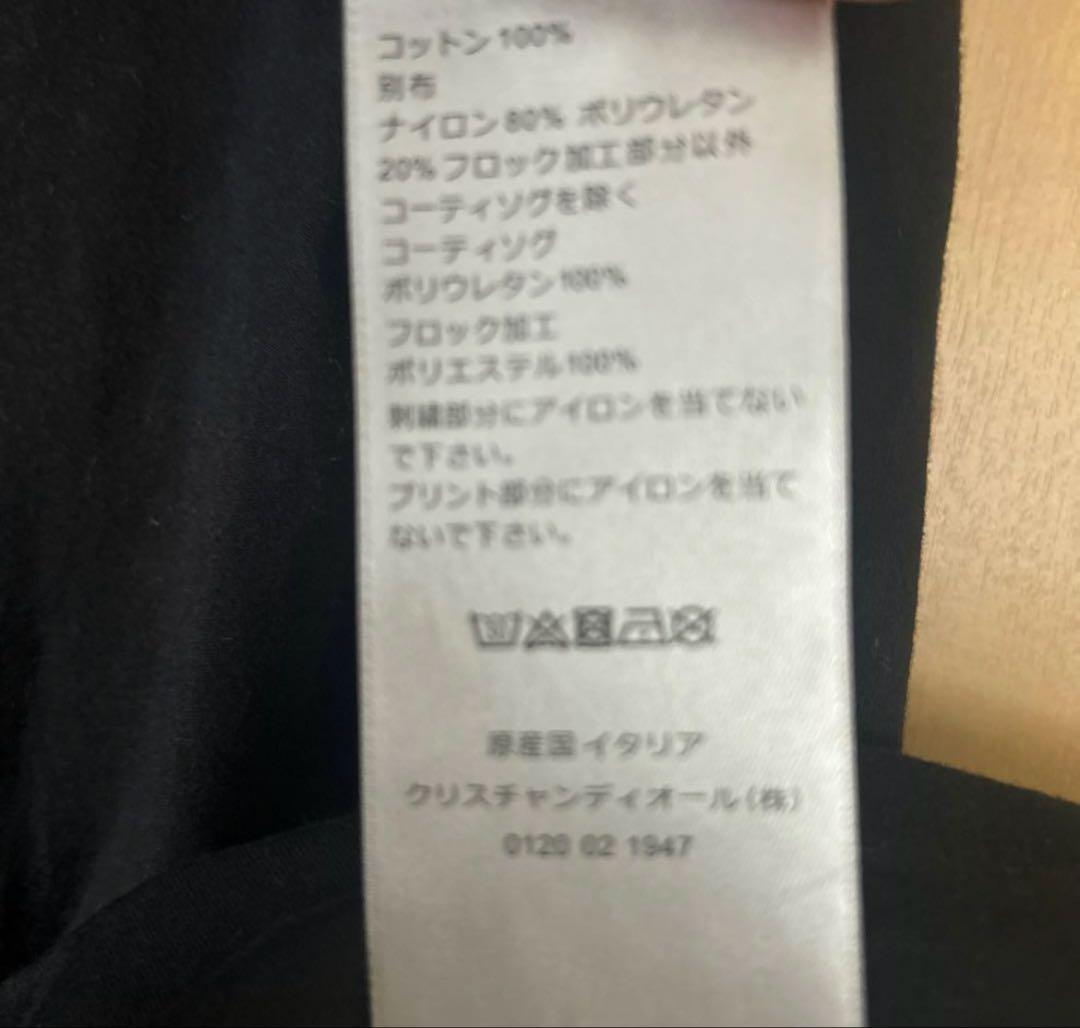 コットン100%
別布
ナイロン80% ポリウレタン
20%フロック加工部分以外
コーティソグを除く
コーティソグ
ポリウレタン100%
フロック加工
ポリエステル100%
刺繍部分にアイロンを当てない
で下さい。
プリント部分にアイロンを当て
ないで下さい。
原産国イタリア
クリスチャンディオール(株)
0120 02 1947